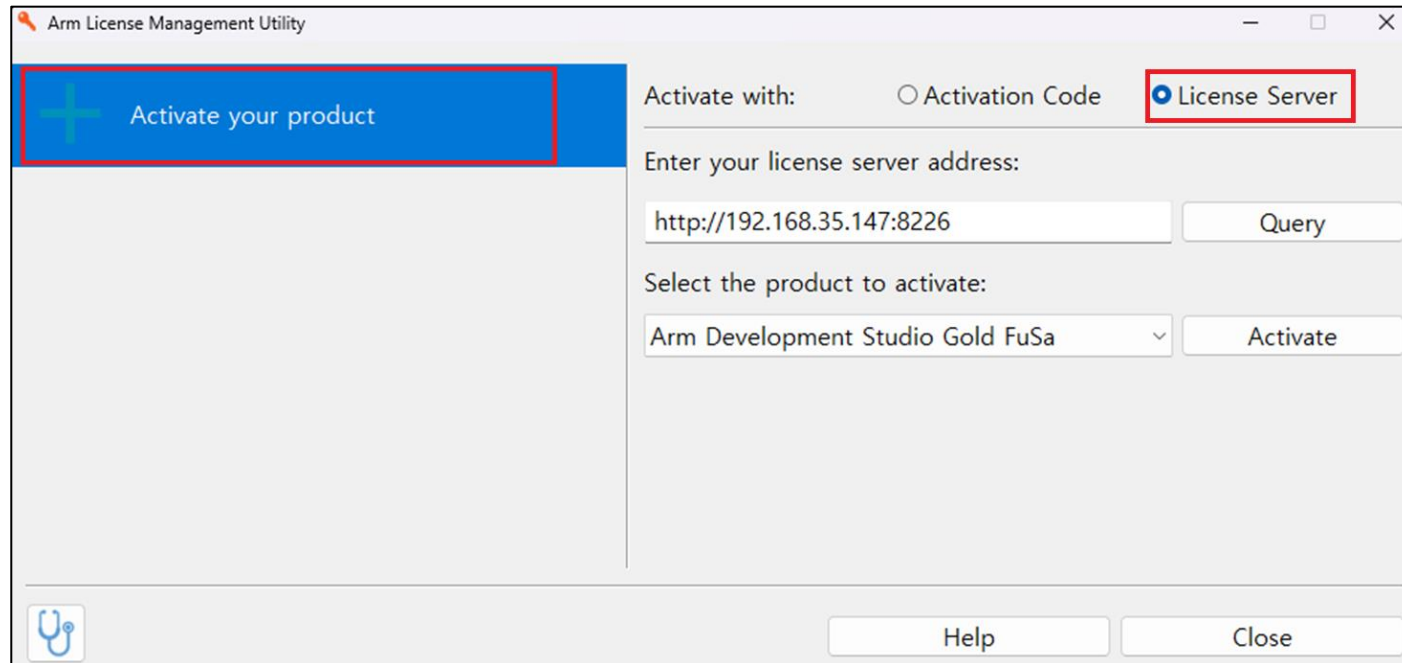 Arm License Management Utility
Activate your product
Activate with: Activation Code License Server
Enter your license server address:
http://192.168.35.147:8226 Query
Select the product to activate:
Arm Development Studio Gold FuSa Activate
Help Close